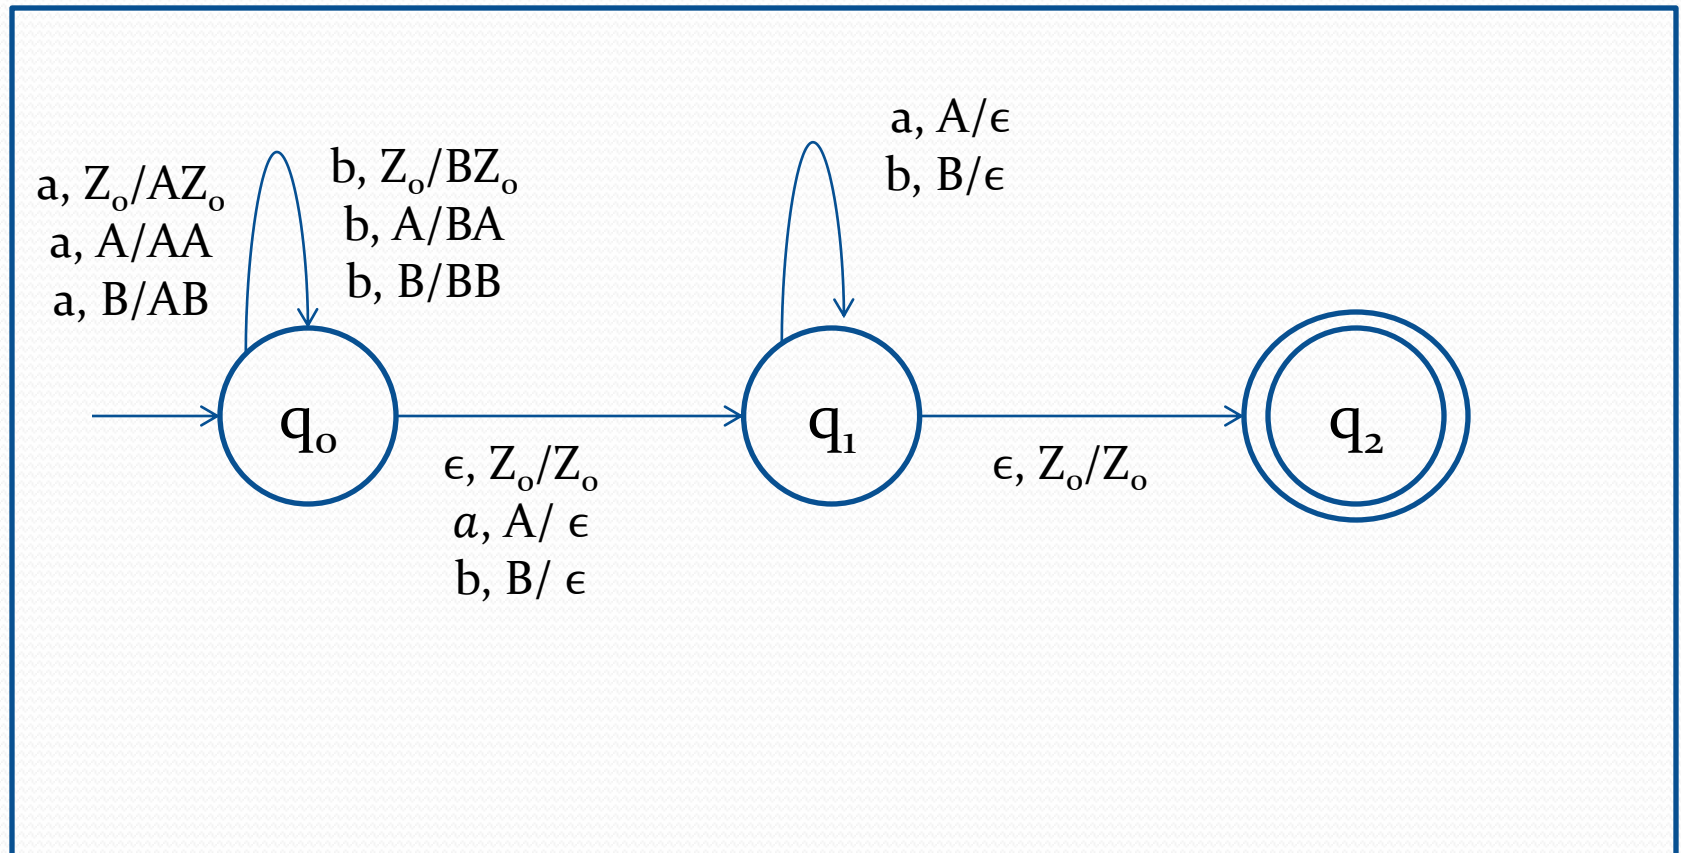 a, Z₀/AZ₀
a, A/AA
a, B/AB
b, Z₀/BZ₀
b, A/BA
b, B/BB
a, A/ϵ
b, B/ϵ
q₀
q₁
q₂
ϵ, Z₀/Z₀
a, A/ ϵ
b, B/ ϵ
ϵ, Z₀/Z₀